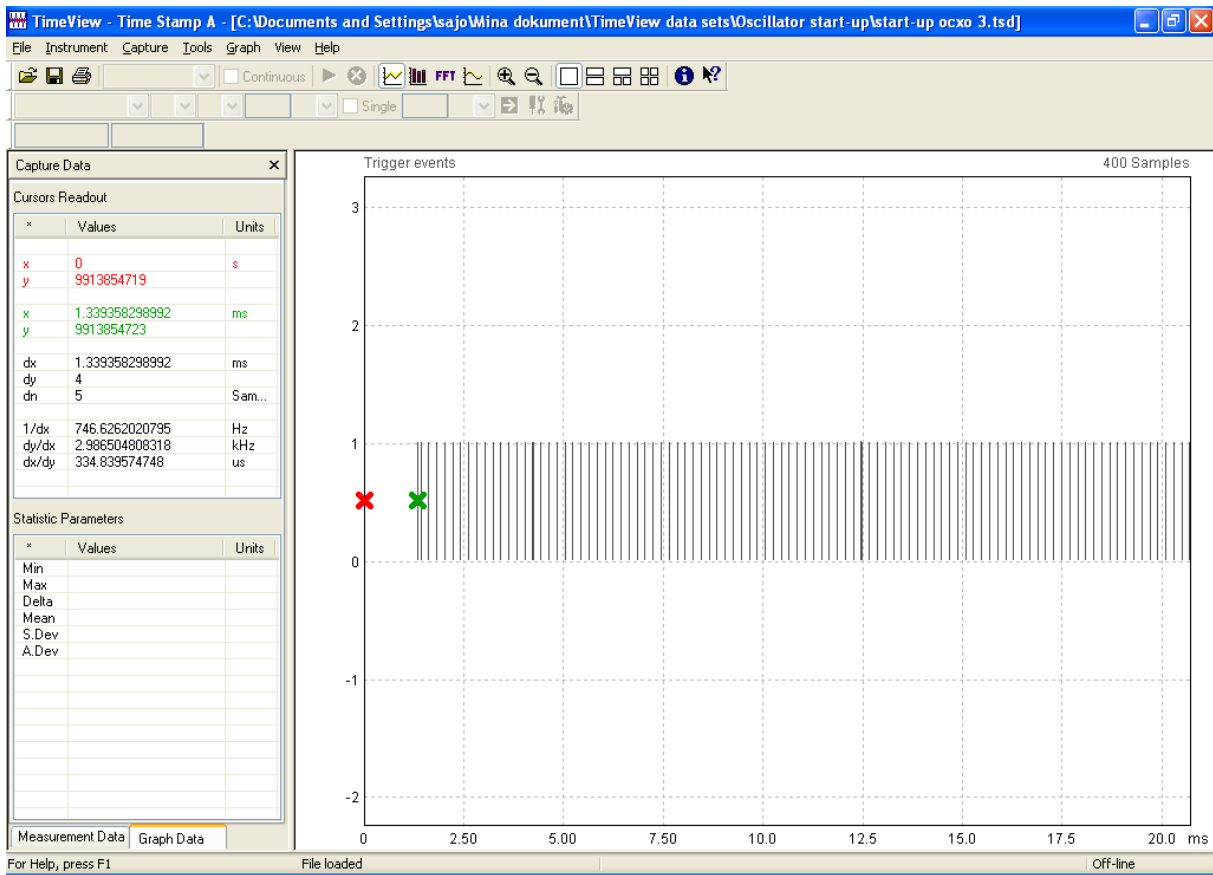 TimeView - Time Stamp A - [C:\Documents and Settings\sajo\Mina dokument\TimeView data sets\Oscillator start-up\start-up ocxo 3.tsd]
File Instrument Capture Tools Graph View Help
Continuous FFT
Single
Capture Data
Cursors Readout
* Values Units
x 0 s
y 9913854719
x 1.339358298992 ms
y 9913854723
dx 1.339358298992 ms
dy 4
dn 5 Sam...
1/dx 746.6262020795 Hz
dy/dx 2.986504808318 kHz
dx/dy 334.839574748 us
Statistic Parameters
* Values Units
Min
Max
Delta
Mean
S.Dev
A.Dev
Measurement Data Graph Data
Trigger events 400 Samples
3
2
1
0
-1
-2
0 2.50 5.00 7.50 10.0 12.5 15.0 17.5 20.0 ms
For Help, press F1 File loaded Off-line